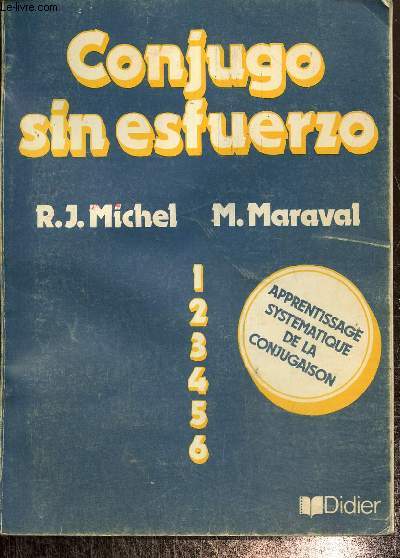 Le-livre.com
Conjugo
sin esfuerzo
R.J. Michel M. Maraval
1
2
3
4
5
6
APPRENTISSAGE
SYSTEMATIQUE
DE LA
CONJUGAISON
Didier